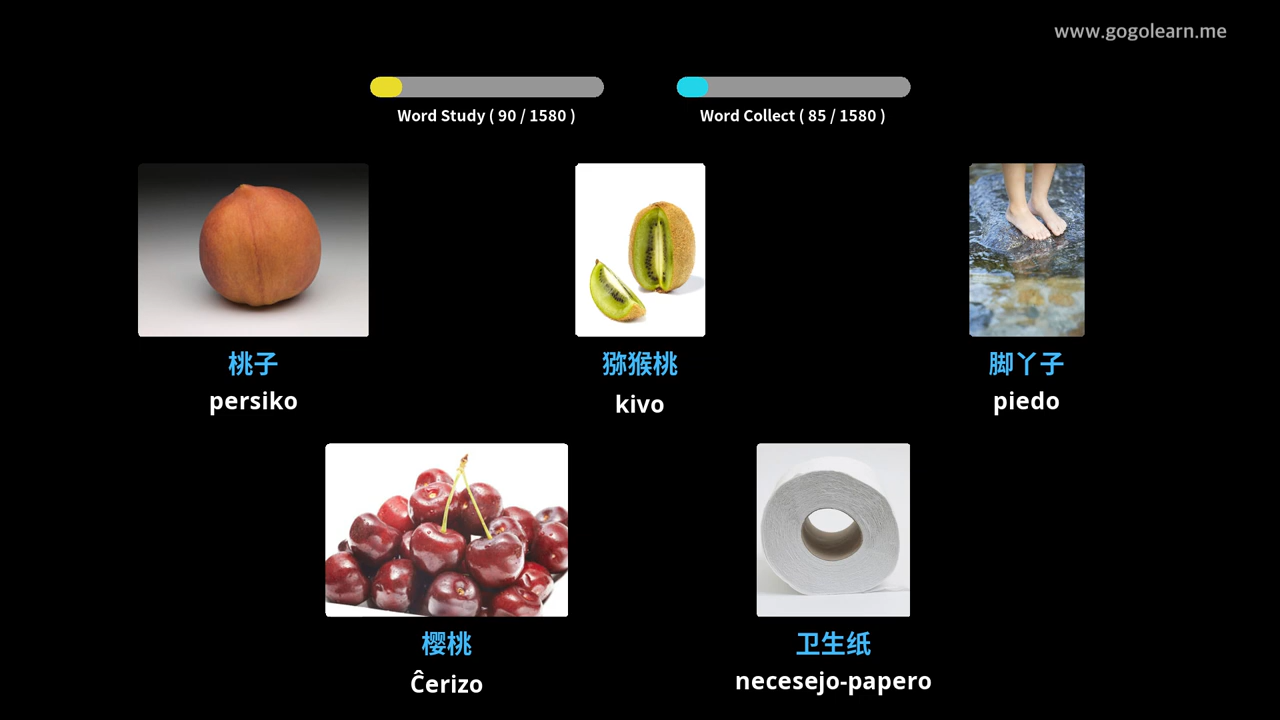 www.gogolearn.me
Word Study ( 90 / 1580 )
Word Collect ( 85 / 1580 )
桃子
persiko
猕猴桃
kivo
脚丫子
piedo
樱桃
Ĉerizo
卫生纸
necesejo-papero